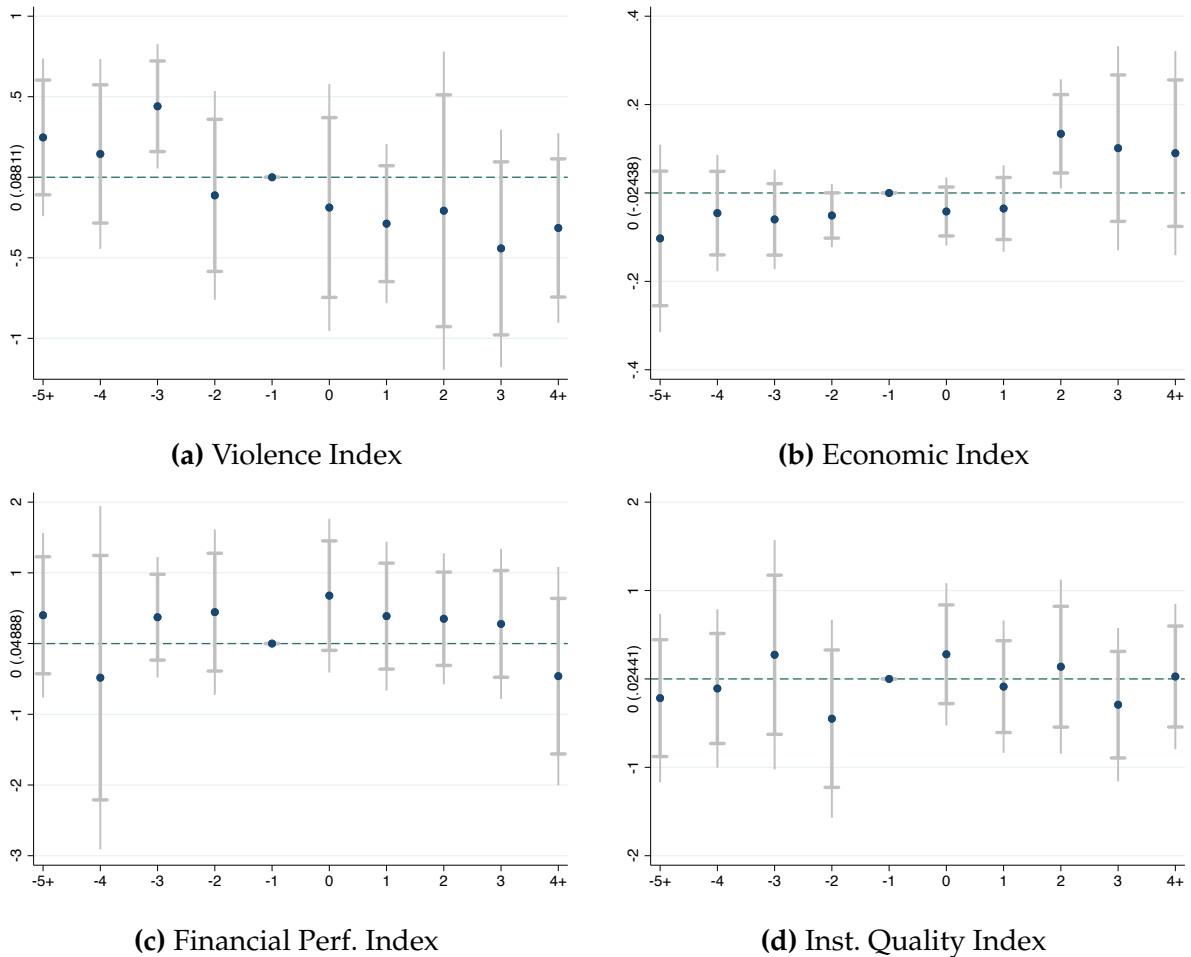 1
.5
0 (.08811)
-.5
-1
-5+ -4 -3 -2 -1 0 1 2 3 4+
(a) Violence Index
.4
.2
0 (-.02438)
-.2
-.4
-5+ -4 -3 -2 -1 0 1 2 3 4+
(b) Economic Index
2
1
0 (.04888)
-1
-2
-3
-5+ -4 -3 -2 -1 0 1 2 3 4+
(c) Financial Perf. Index
2
1
0 (.02441)
-1
-2
-5+ -4 -3 -2 -1 0 1 2 3 4+
(d) Inst. Quality Index